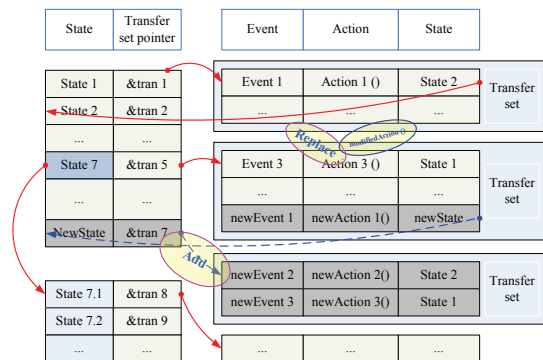 State Transfer set pointer Event Action State
State 1 &tran 1 Event 1 Action 1 () State 2 Transfer set
State 2 &tran 2 ... ... ...
... ...
Replace modifiedAction ()
State 7 &tran 5 Event 3 Action 3 () State 1 Transfer set
... ... ... ... ...
NewState &tran 7 newEvent 1 newAction 1() newState
Add
newEvent 2 newAction 2() State 2 Transfer set
State 7.1 &tran 8 newEvent 3 newAction 3() State 1
State 7.2 &tran 9
... ... ... ... ...